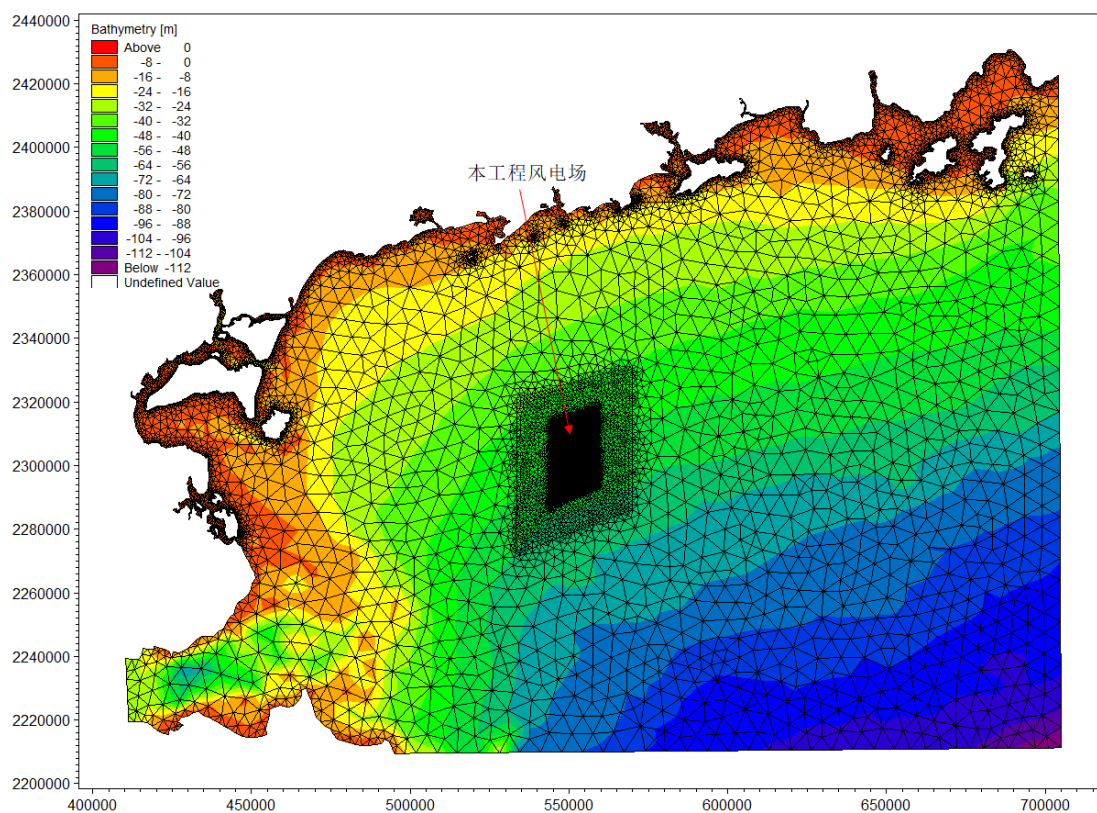 Bathymetry [m]
Above 0
-8 - 0
-16 - -8
-24 - -16
-32 - -24
-40 - -32
-48 - -40
-56 - -48
-64 - -56
-72 - -64
-80 - -72
-88 - -80
-96 - -88
-104 - -96
-112 - -104
Below -112
Undefined Value
本工程风电场
2440000
2420000
2400000
2380000
2360000
2340000
2320000
2300000
2280000
2260000
2240000
2220000
2200000
400000 450000 500000 550000 600000 650000 700000